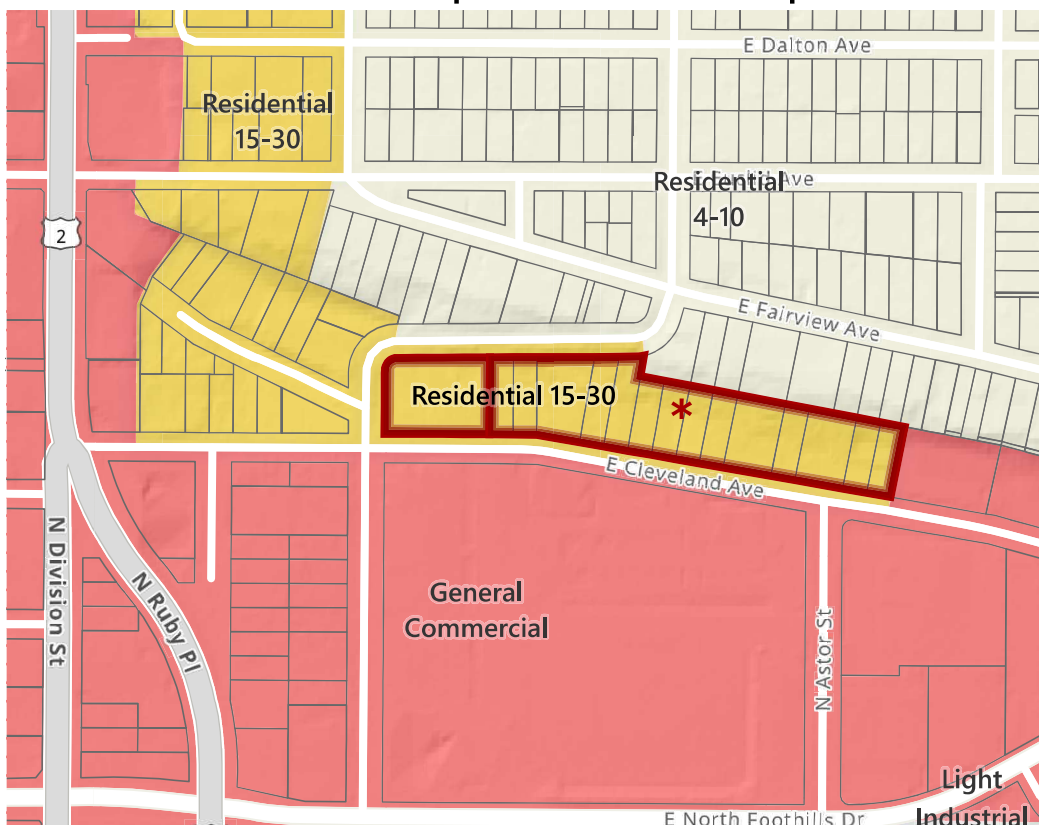 E Dalton Ave
Residential
15-30
Residential
4-10
2
E Fairview Ave
Residential 15-30
*
E Cleveland Ave
N Division St
N Ruby Pl
General
Commercial
N Astor St
Light
Industrial
E North Foothills Dr